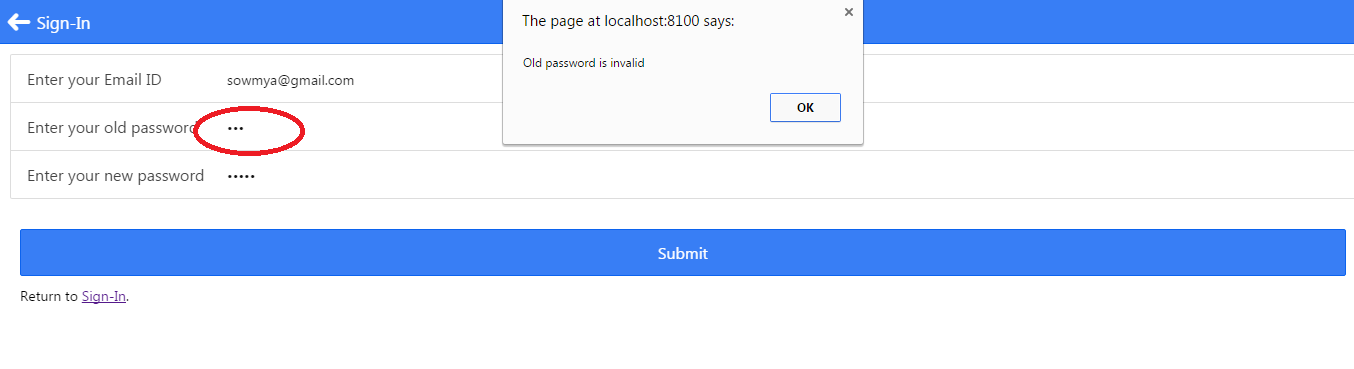 Sign-In
The page at localhost:8100 says:
×
Old password is invalid
OK
Enter your Email ID sowmya@gmail.com
Enter your old password •••
Enter your new password •••••
Submit
Return to Sign-In.